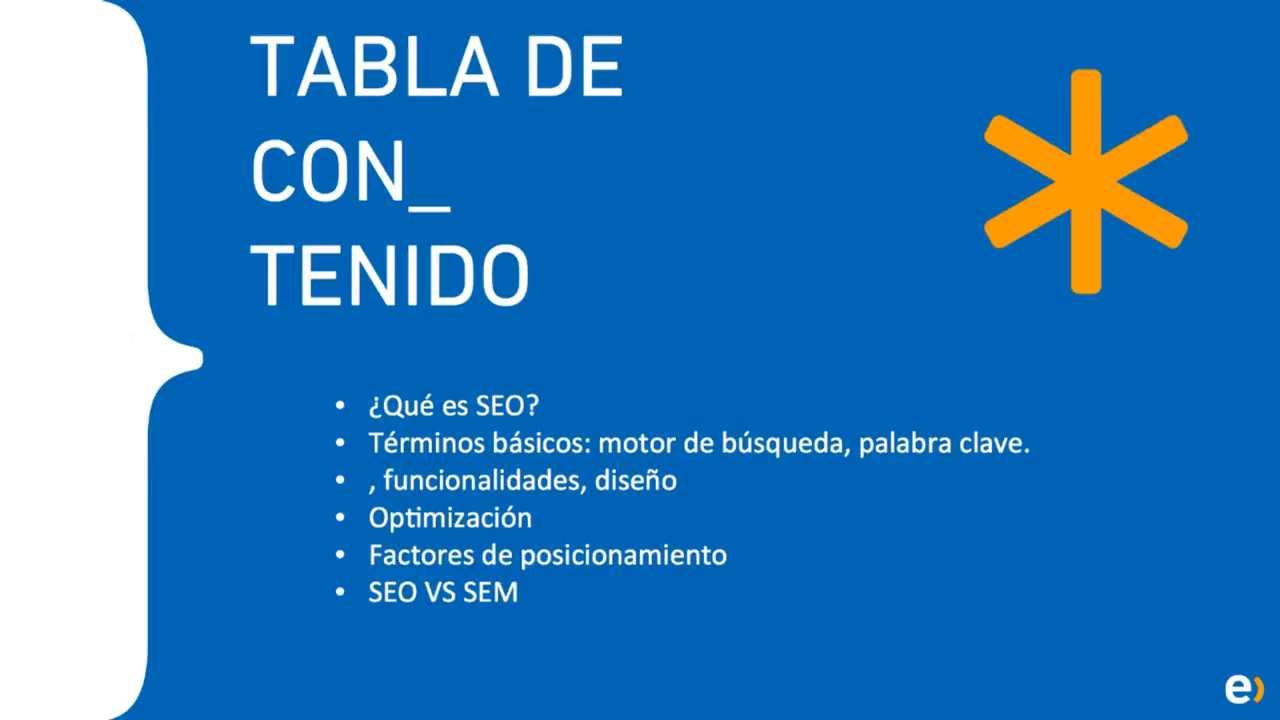 TABLA DE
CON_
TENIDO
• ¿Qué es SEO?
• Términos básicos: motor de búsqueda, palabra clave.
• , funcionalidades, diseño
• Optimización
• Factores de posicionamiento
• SEO VS SEM
e)